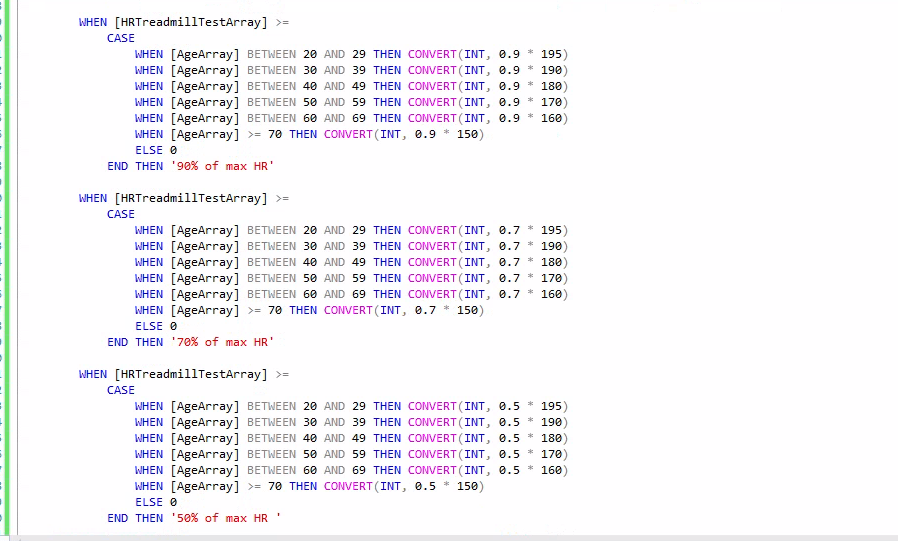 WHEN [HRTreadmillTestArray] >=
CASE
WHEN [AgeArray] BETWEEN 20 AND 29 THEN CONVERT(INT, 0.9 * 195)
WHEN [AgeArray] BETWEEN 30 AND 39 THEN CONVERT(INT, 0.9 * 190)
WHEN [AgeArray] BETWEEN 40 AND 49 THEN CONVERT(INT, 0.9 * 180)
WHEN [AgeArray] BETWEEN 50 AND 59 THEN CONVERT(INT, 0.9 * 170)
WHEN [AgeArray] BETWEEN 60 AND 69 THEN CONVERT(INT, 0.9 * 160)
WHEN [AgeArray] >= 70 THEN CONVERT(INT, 0.9 * 150)
ELSE 0
END THEN '90% of max HR'
WHEN [HRTreadmillTestArray] >=
CASE
WHEN [AgeArray] BETWEEN 20 AND 29 THEN CONVERT(INT, 0.7 * 195)
WHEN [AgeArray] BETWEEN 30 AND 39 THEN CONVERT(INT, 0.7 * 190)
WHEN [AgeArray] BETWEEN 40 AND 49 THEN CONVERT(INT, 0.7 * 180)
WHEN [AgeArray] BETWEEN 50 AND 59 THEN CONVERT(INT, 0.7 * 170)
WHEN [AgeArray] BETWEEN 60 AND 69 THEN CONVERT(INT, 0.7 * 160)
WHEN [AgeArray] >= 70 THEN CONVERT(INT, 0.7 * 150)
ELSE 0
END THEN '70% of max HR'
WHEN [HRTreadmillTestArray] >=
CASE
WHEN [AgeArray] BETWEEN 20 AND 29 THEN CONVERT(INT, 0.5 * 195)
WHEN [AgeArray] BETWEEN 30 AND 39 THEN CONVERT(INT, 0.5 * 190)
WHEN [AgeArray] BETWEEN 40 AND 49 THEN CONVERT(INT, 0.5 * 180)
WHEN [AgeArray] BETWEEN 50 AND 59 THEN CONVERT(INT, 0.5 * 170)
WHEN [AgeArray] BETWEEN 60 AND 69 THEN CONVERT(INT, 0.5 * 160)
WHEN [AgeArray] >= 70 THEN CONVERT(INT, 0.5 * 150)
ELSE 0
END THEN '50% of max HR '